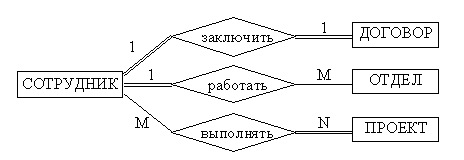 1 заключить 1 ДОГОВОР
СОТРУДНИК 1 работать M ОТДЕЛ
M выполнять N ПРОЕКТ